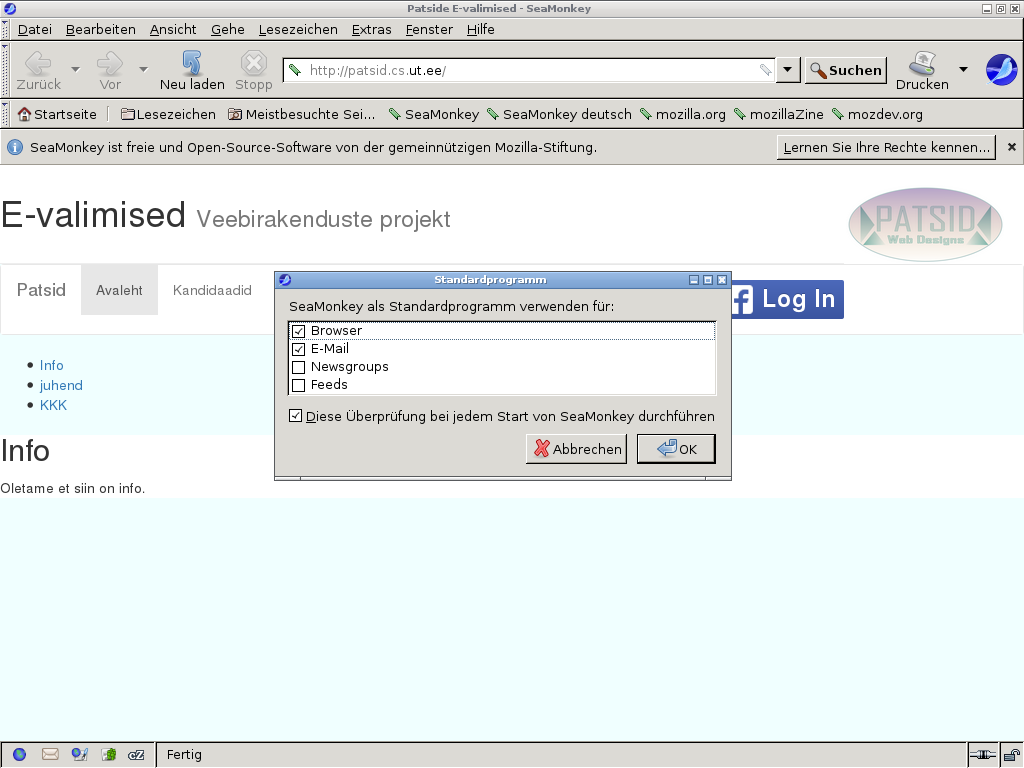 Patside E-valimised - SeaMonkey
Datei Bearbeiten Ansicht Gehe Lesezeichen Extras Fenster Hilfe
Zurück Vor Neu laden Stopp http://patsid.cs.ut.ee/ Suchen Drucken
Startseite Lesezeichen Meistbesuchte Sei... SeaMonkey SeaMonkey deutsch mozilla.org mozillaZine mozdev.org
SeaMonkey ist freie und Open-Source-Software von der gemeinnützigen Mozilla-Stiftung. Lernen Sie Ihre Rechte kennen...
E-valimised Veebirakenduste projekt
PATSID
Web Designs
Patsid Avaleht Kandidaadid
f Log In
Standardprogramm
SeaMonkey als Standardprogramm verwenden für:
Browser
E-Mail
Newsgroups
Feeds
Diese Überprüfung bei jedem Start von SeaMonkey durchführen
Abbrechen OK
Info
juhend
KKK
Info
Oletame et siin on info.
cZ Fertig